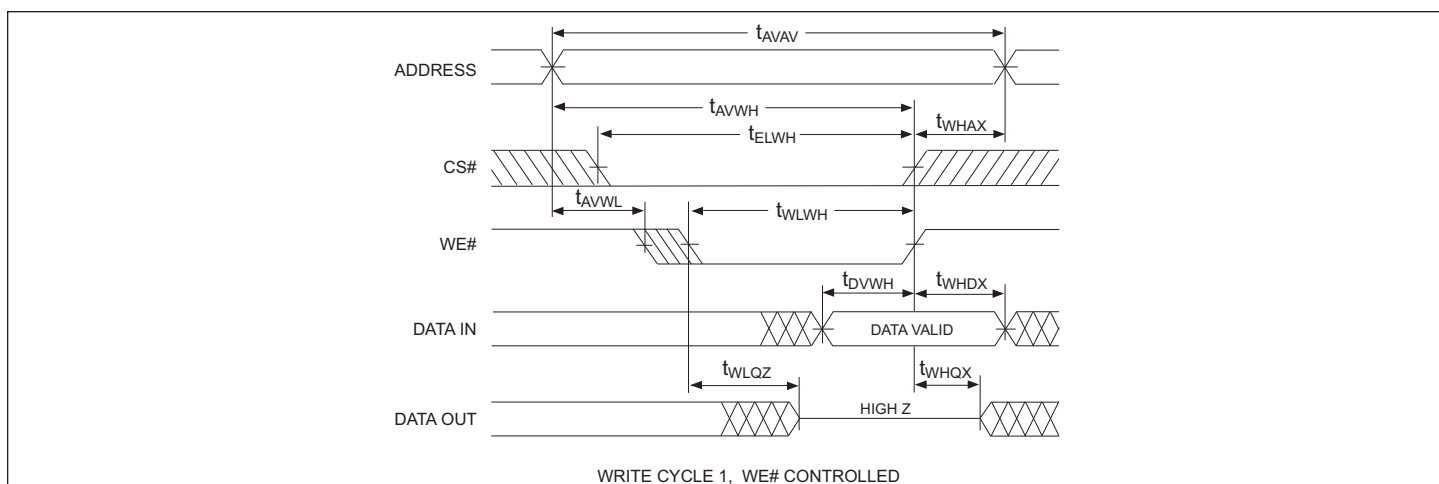 tAVAV
ADDRESS
tAVWH
tELWH
tWHAX
CS#
tAVWL
tWLWH
WE#
tDVWH
tWHDX
DATA IN
DATA VALID
tWLQZ
tWHQX
DATA OUT
HIGH Z
WRITE CYCLE 1, WE# CONTROLLED